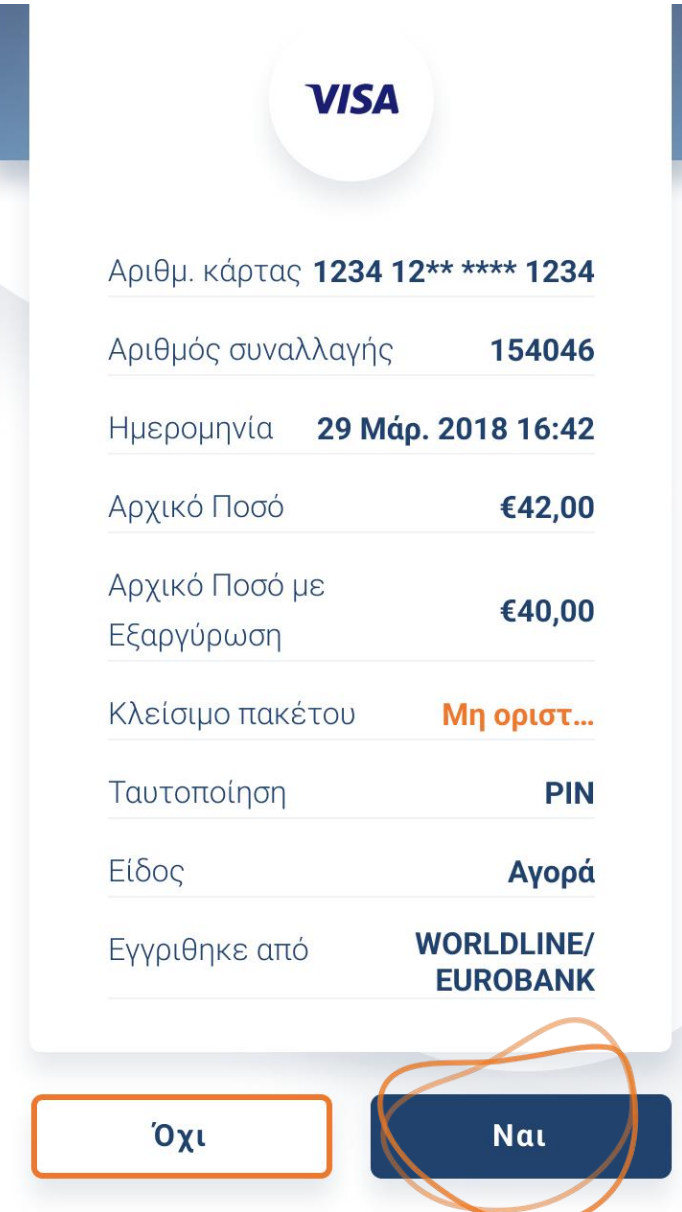 VISA
Αριθμ. κάρτας 1234 12** **** 1234
Αριθμός συναλλαγής 154046
Ημερομηνία 29 Μάρ. 2018 16:42
Αρχικό Ποσό €42,00
Αρχικό Ποσό με
Εξαργύρωση €40,00
Κλείσιμο πακέτου Μη οριστ...
Ταυτοποίηση PIN
Είδος Αγορά
Εγγριθηκε από WORLDLINE/
EUROBANK
Όχι Ναι